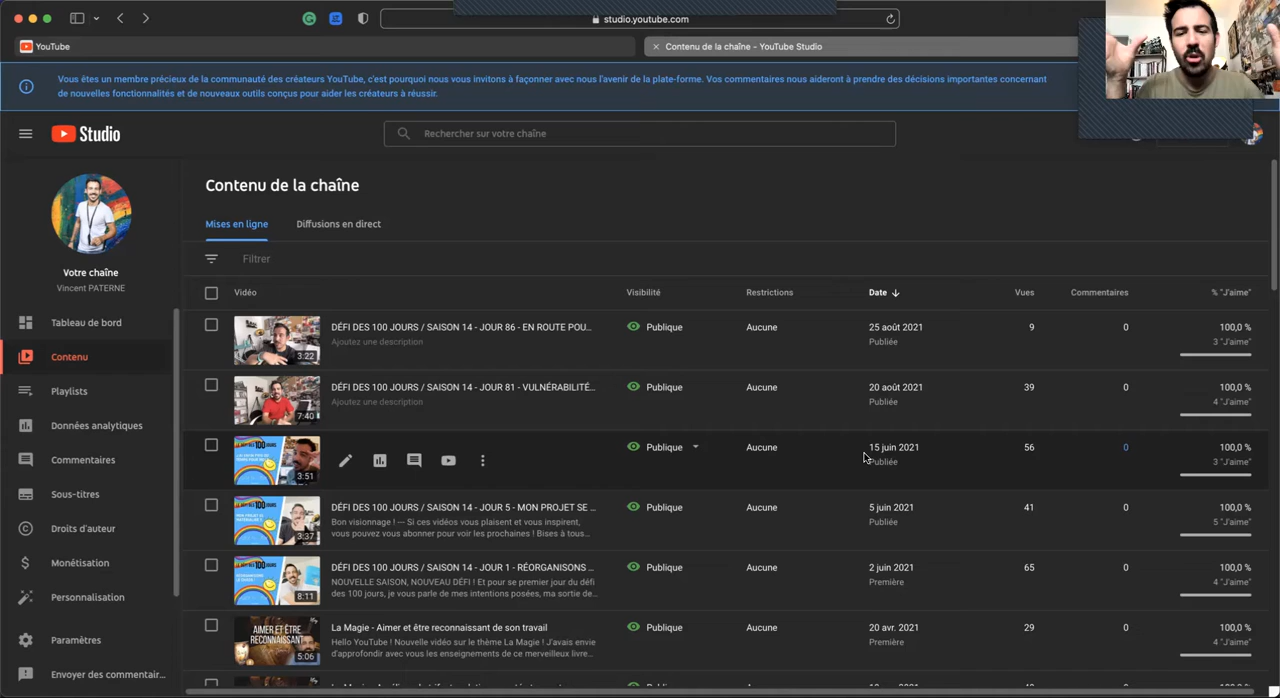 studio.youtube.com
YouTube
Contenu de la chaîne - YouTube Studio
Vous êtes un membre précieux de la communauté des créateurs YouTube, c'est pourquoi nous vous invitons à façonner avec nous l'avenir de la plate-forme. Vos commentaires nous aideront à prendre des décisions importantes concernant
de nouvelles fonctionnalités et de nouveaux outils conçus pour aider les créateurs à réussir.
Studio
Rechercher sur votre chaîne
Votre chaîne
Vincent PATERNE
Tableau de bord
Contenu
Playlists
Données analytiques
Commentaires
Sous-titres
Droits d'auteur
Monétisation
Personnalisation
Paramètres
Envoyer des commentair...
Contenu de la chaîne
Mises en ligne Diffusions en direct
Filtrer
Vidéo Visibilité Restrictions Date Vues Commentaires % "J'aime"
DÉFI DES 100 JOURS / SAISON 14 - JOUR 86 - EN ROUTE POU... Publique Aucune 25 août 2021 9 0 100,0 %
3:22 Ajoutez une description Publiée 3 "J'aime"
DÉFI DES 100 JOURS / SAISON 14 - JOUR 81 - VULNÉRABILITÉ... Publique Aucune 20 août 2021 39 0 100,0 %
7:40 Ajoutez une description Publiée 4 "J'aime"
Publique Aucune 15 juin 2021 56 0 100,0 %
3:51 Publiée 3 "J'aime"
DÉFI DES 100 JOURS / SAISON 14 - JOUR 5 - MON PROJET SE ... Publique Aucune 5 juin 2021 41 0 100,0 %
Bon visionnage ! --- Si ces vidéos vous plaisent et vous inspirent, Publiée 5 "J'aime"
3:37 vous pouvez vous abonner pour voir les prochaines ! Bises à tous...
DÉFI DES 100 JOURS / SAISON 14 - JOUR 1 - RÉORGANISONS ... Publique Aucune 2 juin 2021 65 0 100,0 %
NOUVELLE SAISON, NOUVEAU DÉFI ! Et pour se premier jour du défi Première 4 "J'aime"
8:11 des 100 jours, je vous parle de mes intentions posées, ma sortie de...
La Magie - Aimer et être reconnaissant de son travail Publique Aucune 20 avr. 2021 29 0 100,0 %
AIMER ET ÊTRE RECONNAISSANT Hello YouTube ! Nouvelle vidéo sur le thème La Magie ! J'avais envie Première 4 "J'aime"
5:06 d'approfondir avec vous les enseignements de ce merveilleux livre...